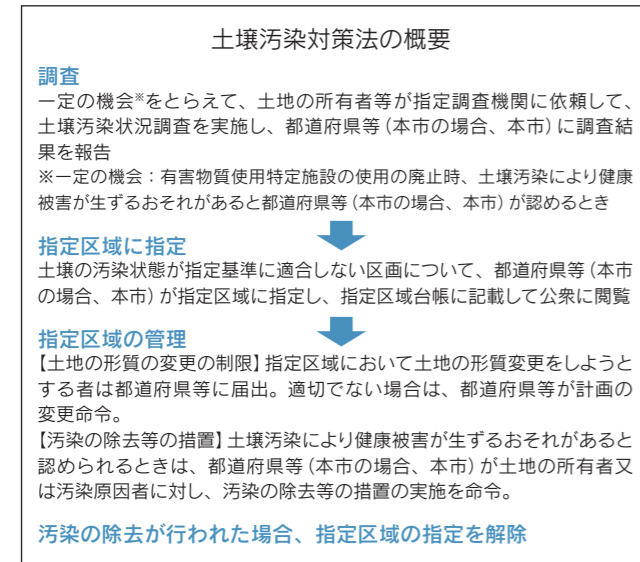 土壌汚染対策法の概要
調査
一定の機会※をとらえて、土地の所有者等が指定調査機関に依頼して、
土壌汚染状況調査を実施し、都道府県等(本市の場合、本市)に調査結
果を報告
※一定の機会：有害物質使用特定施設の使用の廃止時、土壌汚染により健康
被害が生ずるおそれがあると都道府県等(本市の場合、本市)が認めるとき
指定区域に指定
土壌の汚染状態が指定基準に適合しない区画について、都道府県等(本市
の場合、本市)が指定区域に指定し、指定区域台帳に記載して公衆に閲覧
指定区域の管理
【土地の形質の変更の制限】指定区域において土地の形質変更をしようと
する者は都道府県等に届出。適切でない場合は、都道府県等が計画の
変更命令。
【汚染の除去等の措置】土壌汚染により健康被害が生ずるおそれがあると
認められるときは、都道府県等(本市の場合、本市)が土地の所有者又
は汚染原因者に対し、汚染の除去等の措置の実施を命令。
汚染の除去が行われた場合、指定区域の指定を解除